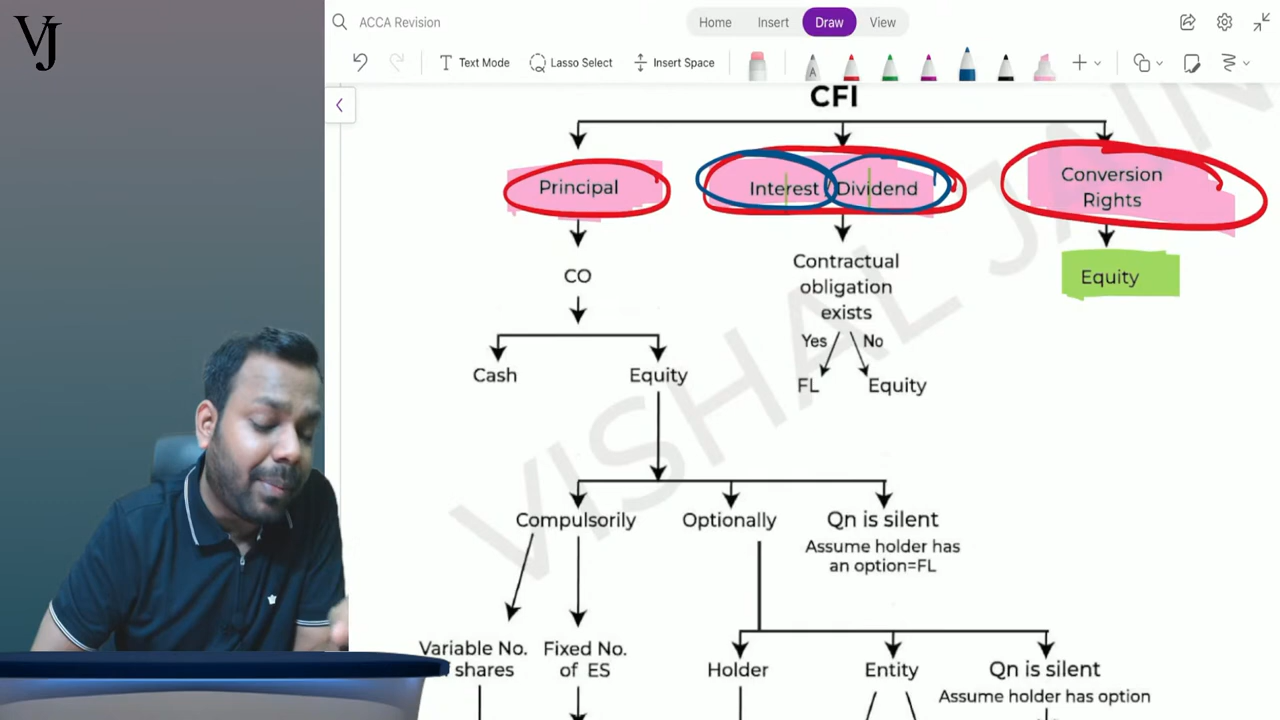 VJ
ACCA Revision
Home
Insert
Draw
View
Text Mode
Lasso Select
Insert Space
A
CFI
Principal
Interest
Dividend
Conversion
Rights
CO
Contractual
obligation
exists
Equity
Yes
No
Cash
Equity
FL
Equity
Compulsorily
Optionally
Qn is silent
Assume holder has
an option=FL
Variable No.
shares
Fixed No.
of ES
Holder
Entity
Qn is silent
Assume holder has option
VISHAL JAIN